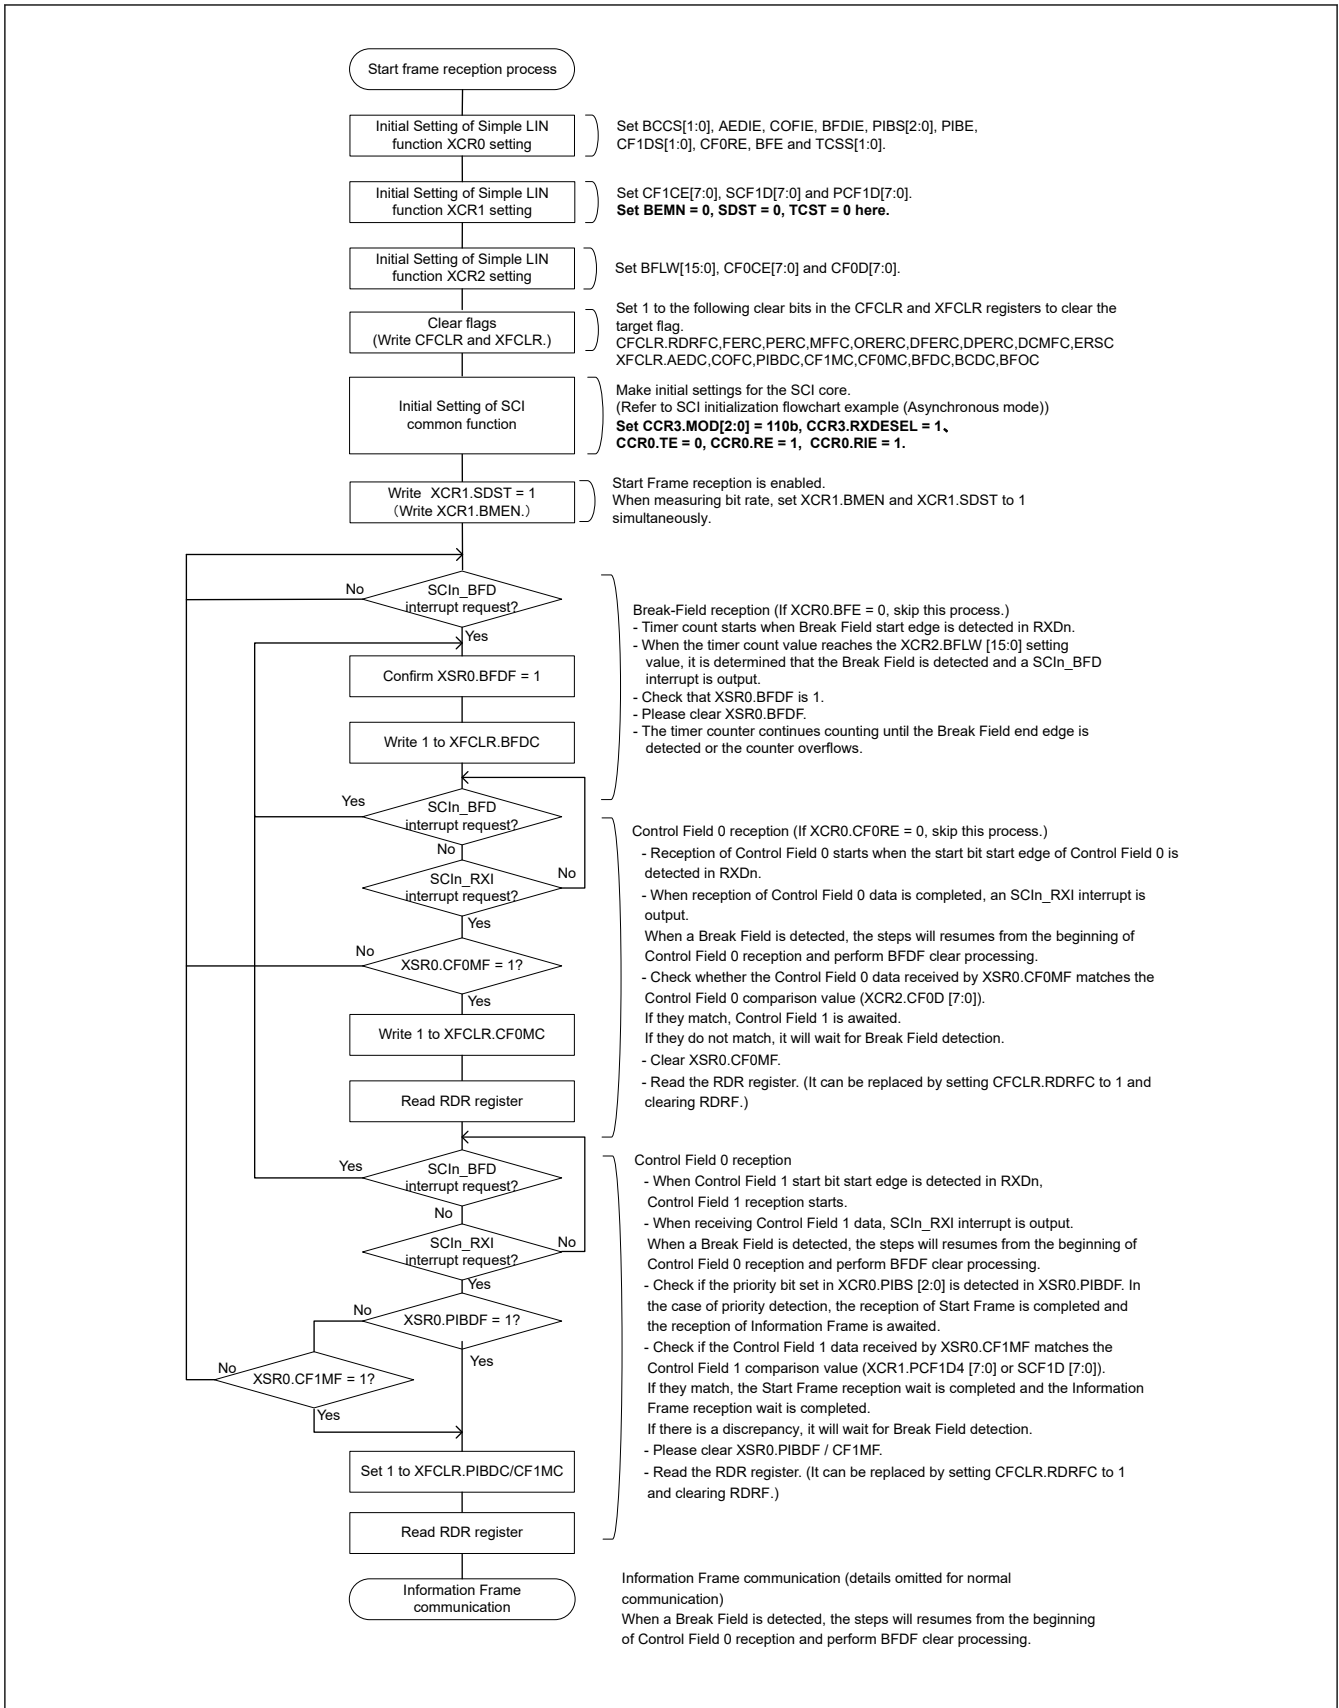 Start frame reception process
Initial Setting of Simple LIN
function XCR0 setting
Set BCCS[1:0], AEDIE, COFIE, BFDIE, PIBS[2:0], PIBE,
CF1DS[1:0], CF0RE, BFE and TCSS[1:0].
Initial Setting of Simple LIN
function XCR1 setting
Set CF1CE[7:0], SCF1D[7:0] and PCF1D[7:0].
Set BEMN = 0, SDST = 0, TCST = 0 here.
Initial Setting of Simple LIN
function XCR2 setting
Set BFLW[15:0], CF0CE[7:0] and CF0D[7:0].
Clear flags
(Write CFCLR and XFCLR.)
Set 1 to the following clear bits in the CFCLR and XFCLR registers to clear the
target flag.
CFCLR.RDRFC,FERC,PERC,MFFC,ORERC,DFERC,DPERC,DCMFC,ERSC
XFCLR.AEDC,COFC,PIBDC,CF1MC,CF0MC,BFDC,BCDC,BFOC
Initial Setting of SCI
common function
Make initial settings for the SCI core.
(Refer to SCI initialization flowchart example (Asynchronous mode))
Set CCR3.MOD[2:0] = 110b, CCR3.RXDESEL = 1、
CCR0.TE = 0, CCR0.RE = 1, CCR0.RIE = 1.
Write XCR1.SDST = 1
（Write XCR1.BMEN.）
Start Frame reception is enabled.
When measuring bit rate, set XCR1.BMEN and XCR1.SDST to 1
simultaneously.
No
SCIn_BFD
interrupt request?
Yes
Break-Field reception (If XCR0.BFE = 0, skip this process.)
- Timer count starts when Break Field start edge is detected in RXDn.
- When the timer count value reaches the XCR2.BFLW [15:0] setting
value, it is determined that the Break Field is detected and a SCIn_BFD
interrupt is output.
- Check that XSR0.BFDF is 1.
- Please clear XSR0.BFDF.
- The timer counter continues counting until the Break Field end edge is
detected or the counter overflows.
Confirm XSR0.BFDF = 1
Write 1 to XFCLR.BFDC
Yes
SCIn_BFD
interrupt request?
No
SCIn_RXI
interrupt request?
No
Yes
No
XSR0.CF0MF = 1?
Yes
Write 1 to XFCLR.CF0MC
Read RDR register
Control Field 0 reception (If XCR0.CF0RE = 0, skip this process.)
- Reception of Control Field 0 starts when the start bit start edge of Control Field 0 is
detected in RXDn.
- When reception of Control Field 0 data is completed, an SCIn_RXI interrupt is
output.
When a Break Field is detected, the steps will resumes from the beginning of
Control Field 0 reception and perform BFDF clear processing.
- Check whether the Control Field 0 data received by XSR0.CF0MF matches the
Control Field 0 comparison value (XCR2.CF0D [7:0]).
If they match, Control Field 1 is awaited.
If they do not match, it will wait for Break Field detection.
- Clear XSR0.CF0MF.
- Read the RDR register. (It can be replaced by setting CFCLR.RDRFC to 1 and
clearing RDRF.)
Yes
SCIn_BFD
interrupt request?
No
SCIn_RXI
interrupt request?
No
Yes
No
XSR0.PIBDF = 1?
Yes
No
XSR0.CF1MF = 1?
Yes
Set 1 to XFCLR.PIBDC/CF1MC
Read RDR register
Control Field 0 reception
- When Control Field 1 start bit start edge is detected in RXDn,
Control Field 1 reception starts.
- When receiving Control Field 1 data, SCIn_RXI interrupt is output.
When a Break Field is detected, the steps will resumes from the beginning of
Control Field 0 reception and perform BFDF clear processing.
- Check if the priority bit set in XCR0.PIBS [2:0] is detected in XSR0.PIBDF. In
the case of priority detection, the reception of Start Frame is completed and
the reception of Information Frame is awaited.
- Check if the Control Field 1 data received by XSR0.CF1MF matches the
Control Field 1 comparison value (XCR1.PCF1D4 [7:0] or SCF1D [7:0]).
If they match, the Start Frame reception wait is completed and the Information
Frame reception wait is completed.
If there is a discrepancy, it will wait for Break Field detection.
- Please clear XSR0.PIBDF / CF1MF.
- Read the RDR register. (It can be replaced by setting CFCLR.RDRFC to 1
and clearing RDRF.)
Information Frame
communication
Information Frame communication (details omitted for normal
communication)
When a Break Field is detected, the steps will resumes from the beginning
of Control Field 0 reception and perform BFDF clear processing.